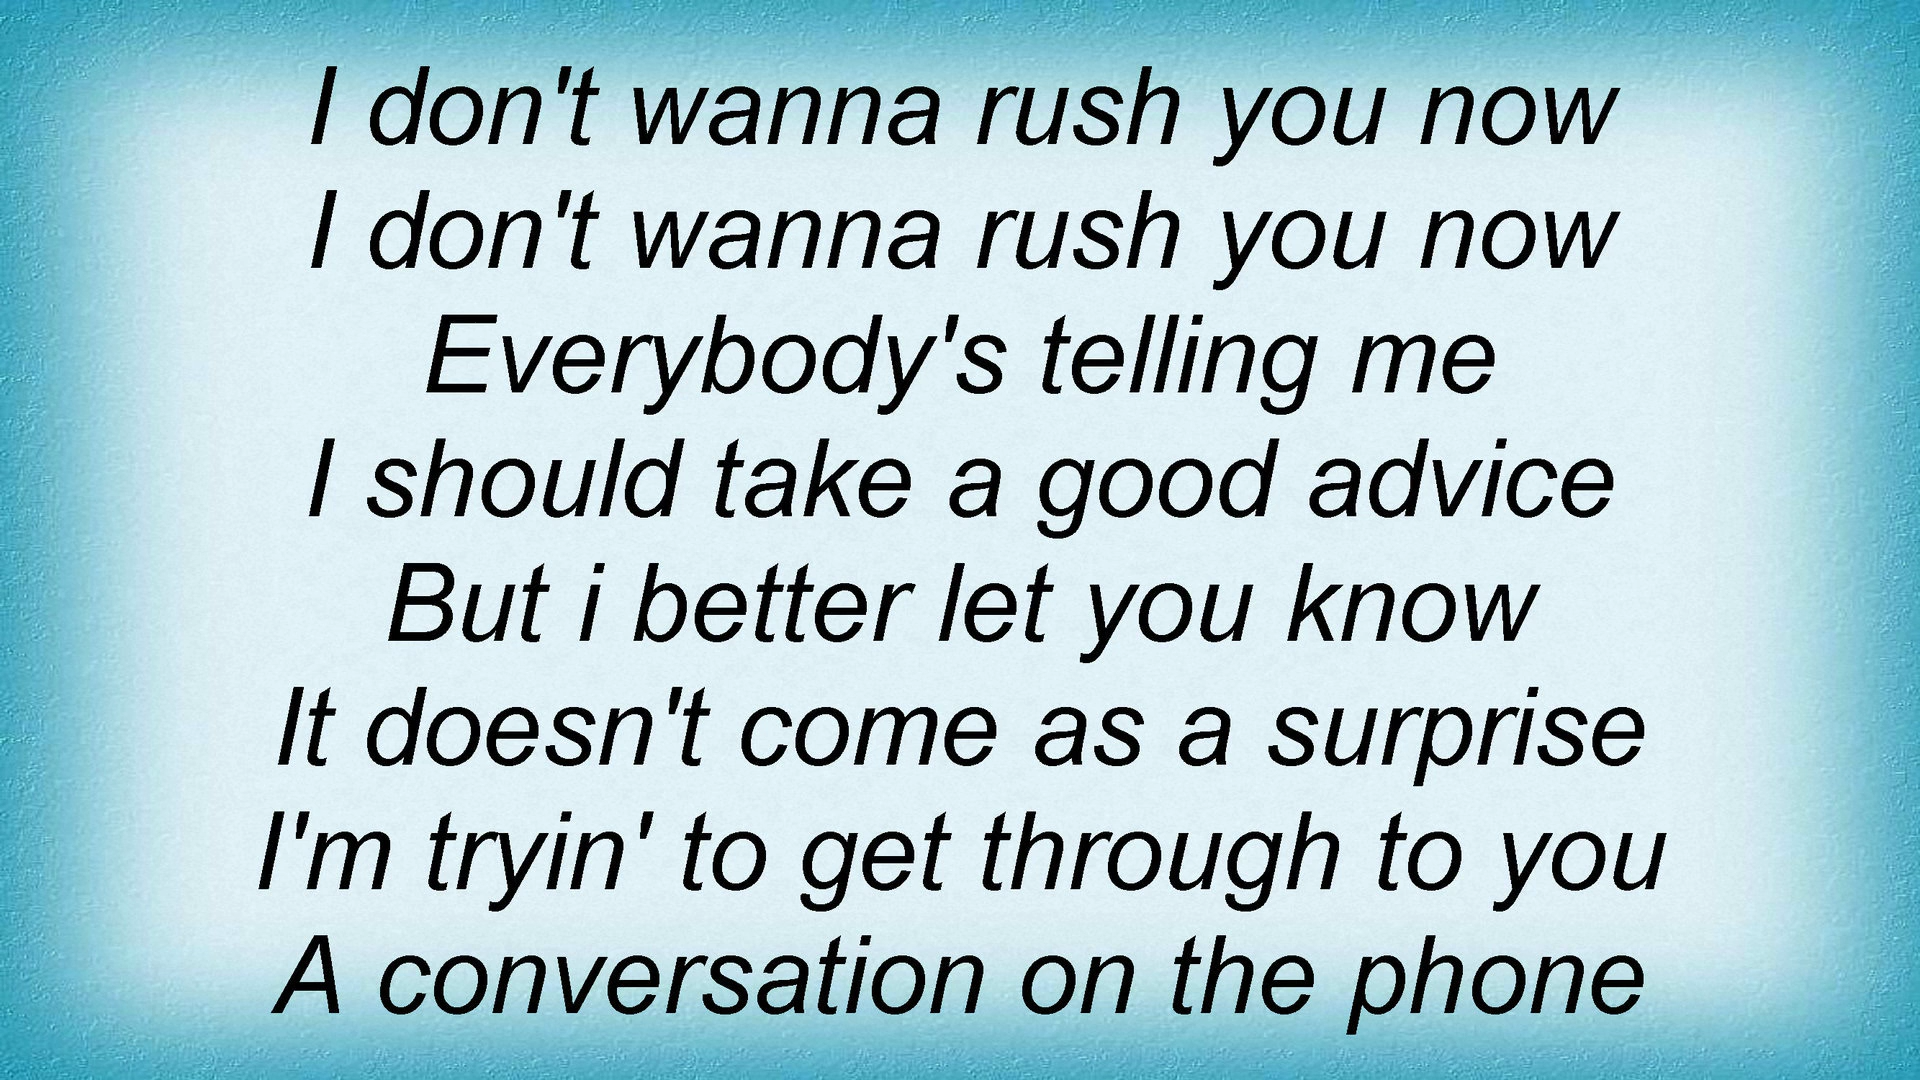 I don't wanna rush you now
I don't wanna rush you now
Everybody's telling me
I should take a good advice
But i better let you know
It doesn't come as a surprise
I'm tryin' to get through to you
A conversation on the phone